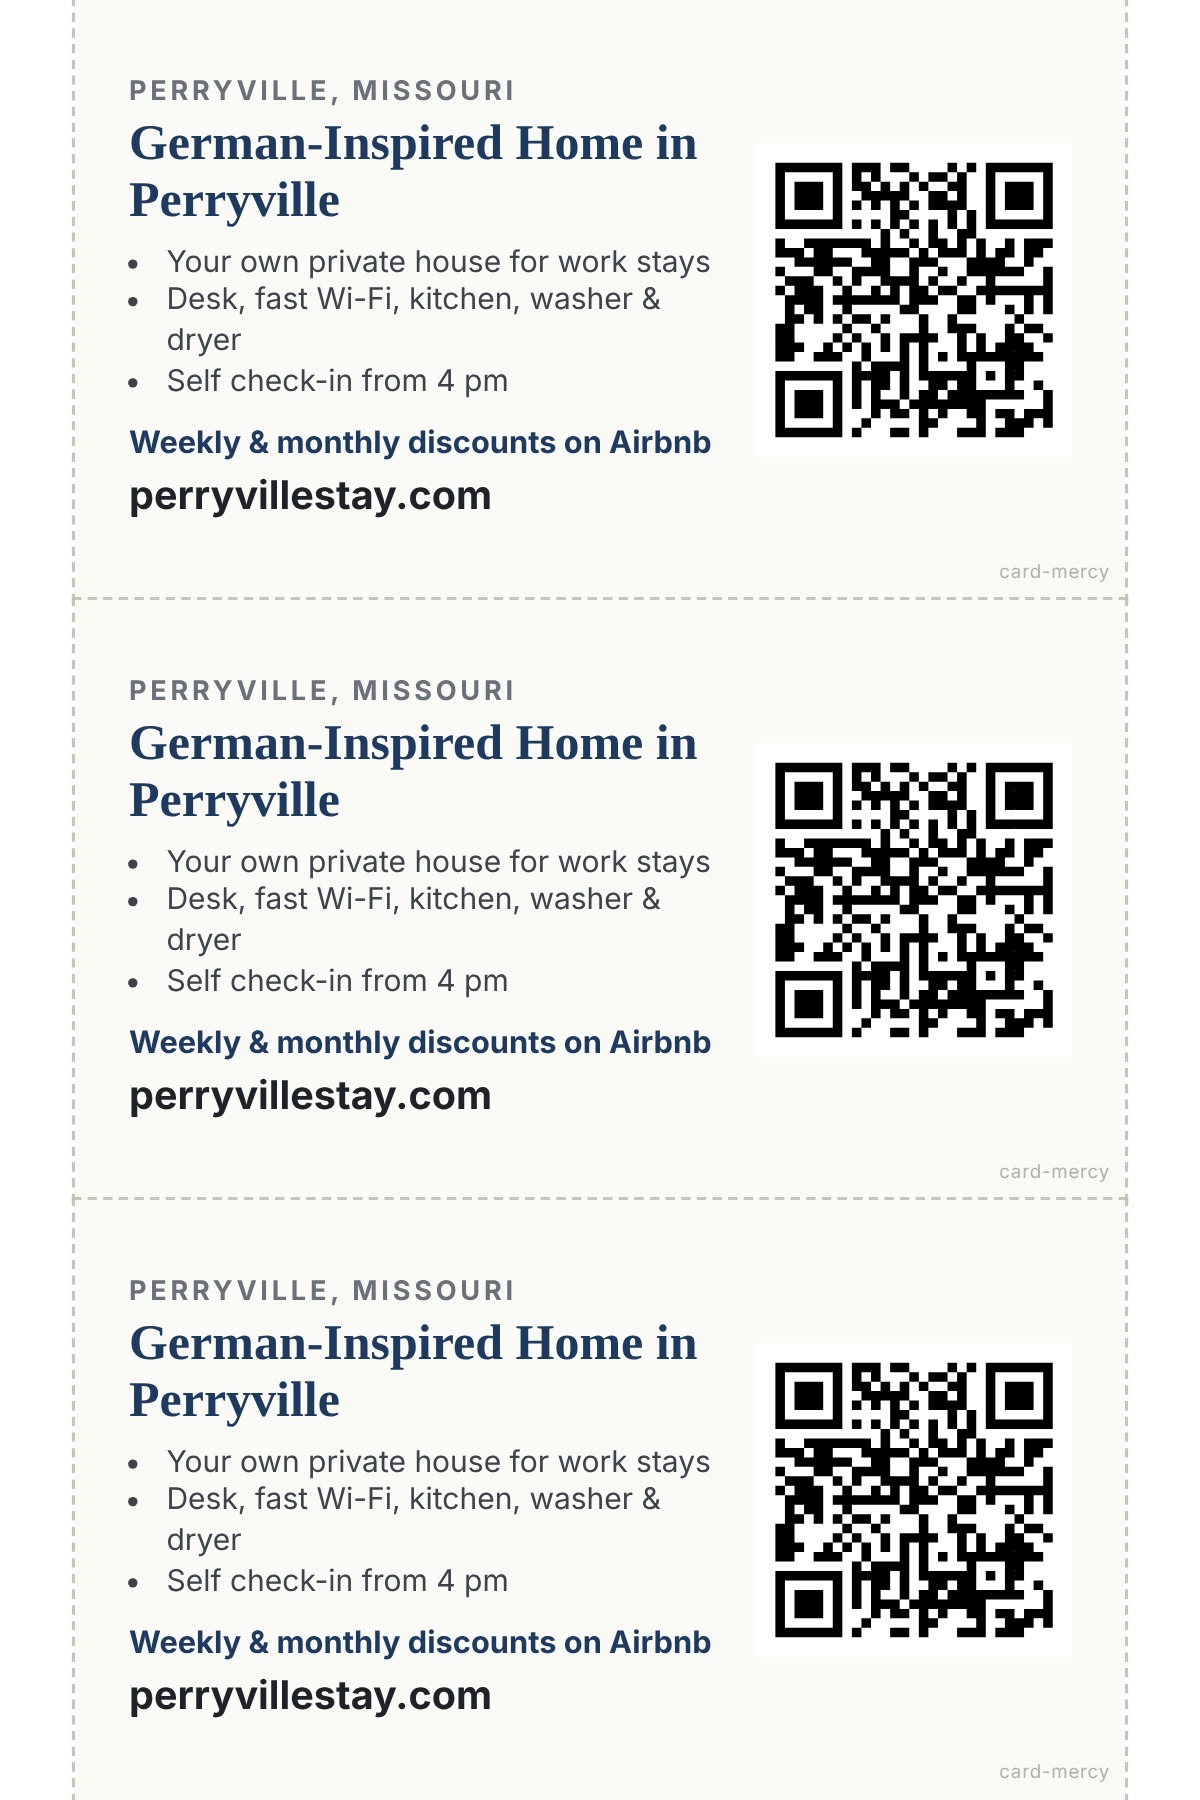 PERRYVILLE, MISSOURI
German-Inspired Home in
Perryville
• Your own private house for work stays
• Desk, fast Wi-Fi, kitchen, washer &
dryer
• Self check-in from 4 pm
Weekly & monthly discounts on Airbnb
perryvillestay.com
card-mercy
PERRYVILLE, MISSOURI
German-Inspired Home in
Perryville
• Your own private house for work stays
• Desk, fast Wi-Fi, kitchen, washer &
dryer
• Self check-in from 4 pm
Weekly & monthly discounts on Airbnb
perryvillestay.com
card-mercy
PERRYVILLE, MISSOURI
German-Inspired Home in
Perryville
• Your own private house for work stays
• Desk, fast Wi-Fi, kitchen, washer &
dryer
• Self check-in from 4 pm
Weekly & monthly discounts on Airbnb
perryvillestay.com
card-mercy